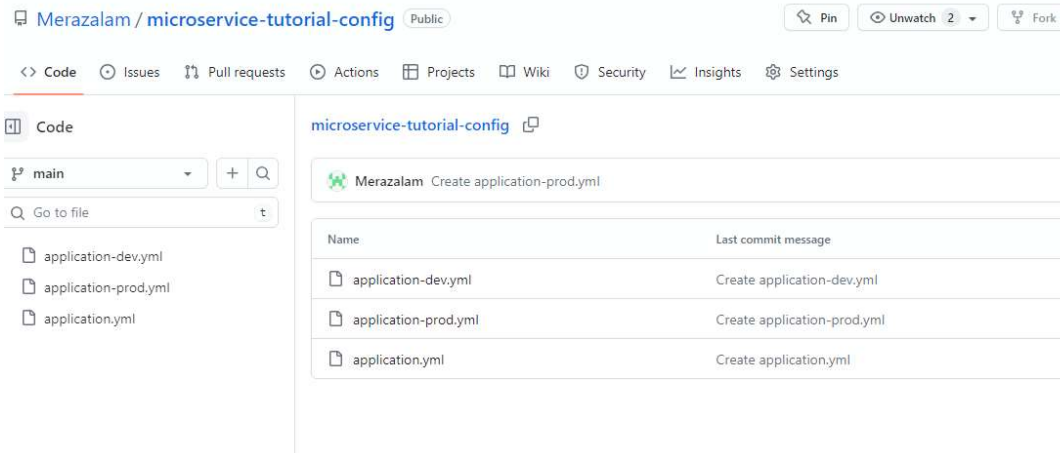 Merazalam / microservice-tutorial-config Public Pin Unwatch 2 Fork
<> Code Issues Pull requests Actions Projects Wiki Security Insights Settings
Code
main
Go to file t
application-dev.yml
application-prod.yml
application.yml
microservice-tutorial-config
Merazalam Create application-prod.yml
Name Last commit message
application-dev.yml Create application-dev.yml
application-prod.yml Create application-prod.yml
application.yml Create application.yml